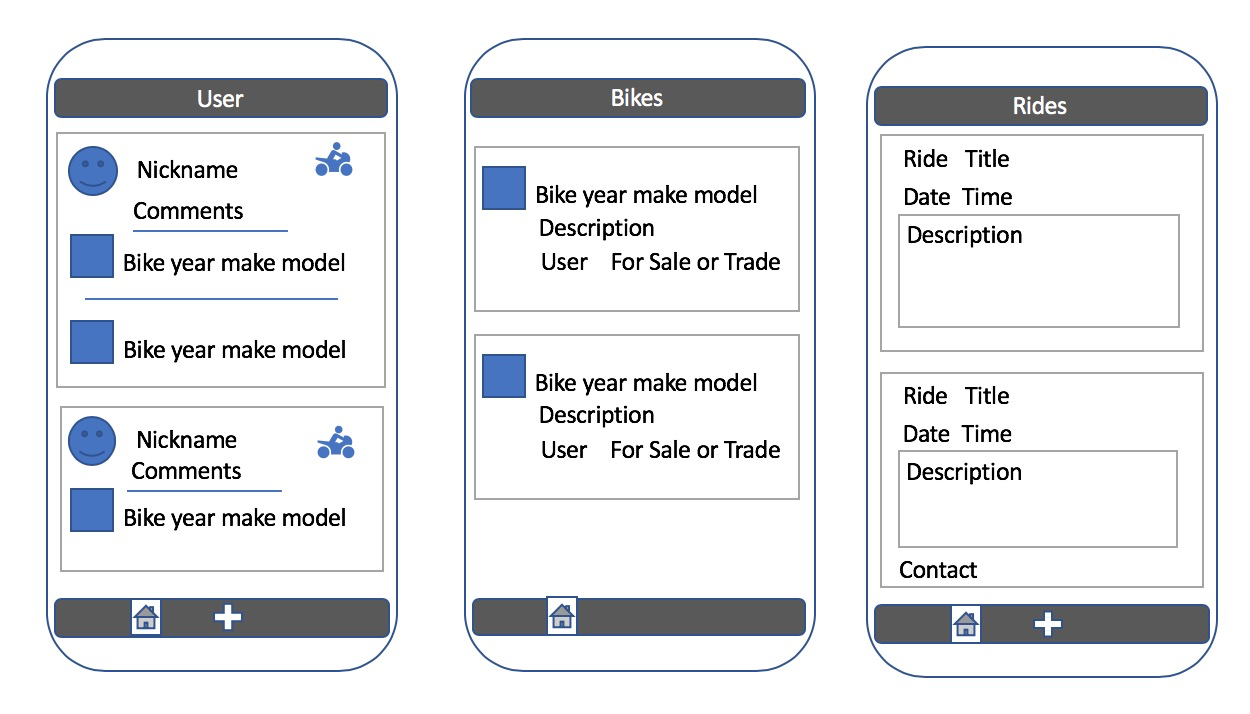 User
Nickname
Comments
Bike year make model
Bike year make model
Nickname
Comments
Bike year make model
Bikes
Bike year make model
Description
User For Sale or Trade
Bike year make model
Description
User For Sale or Trade
Rides
Ride Title
Date Time
Description
Ride Title
Date Time
Description
Contact